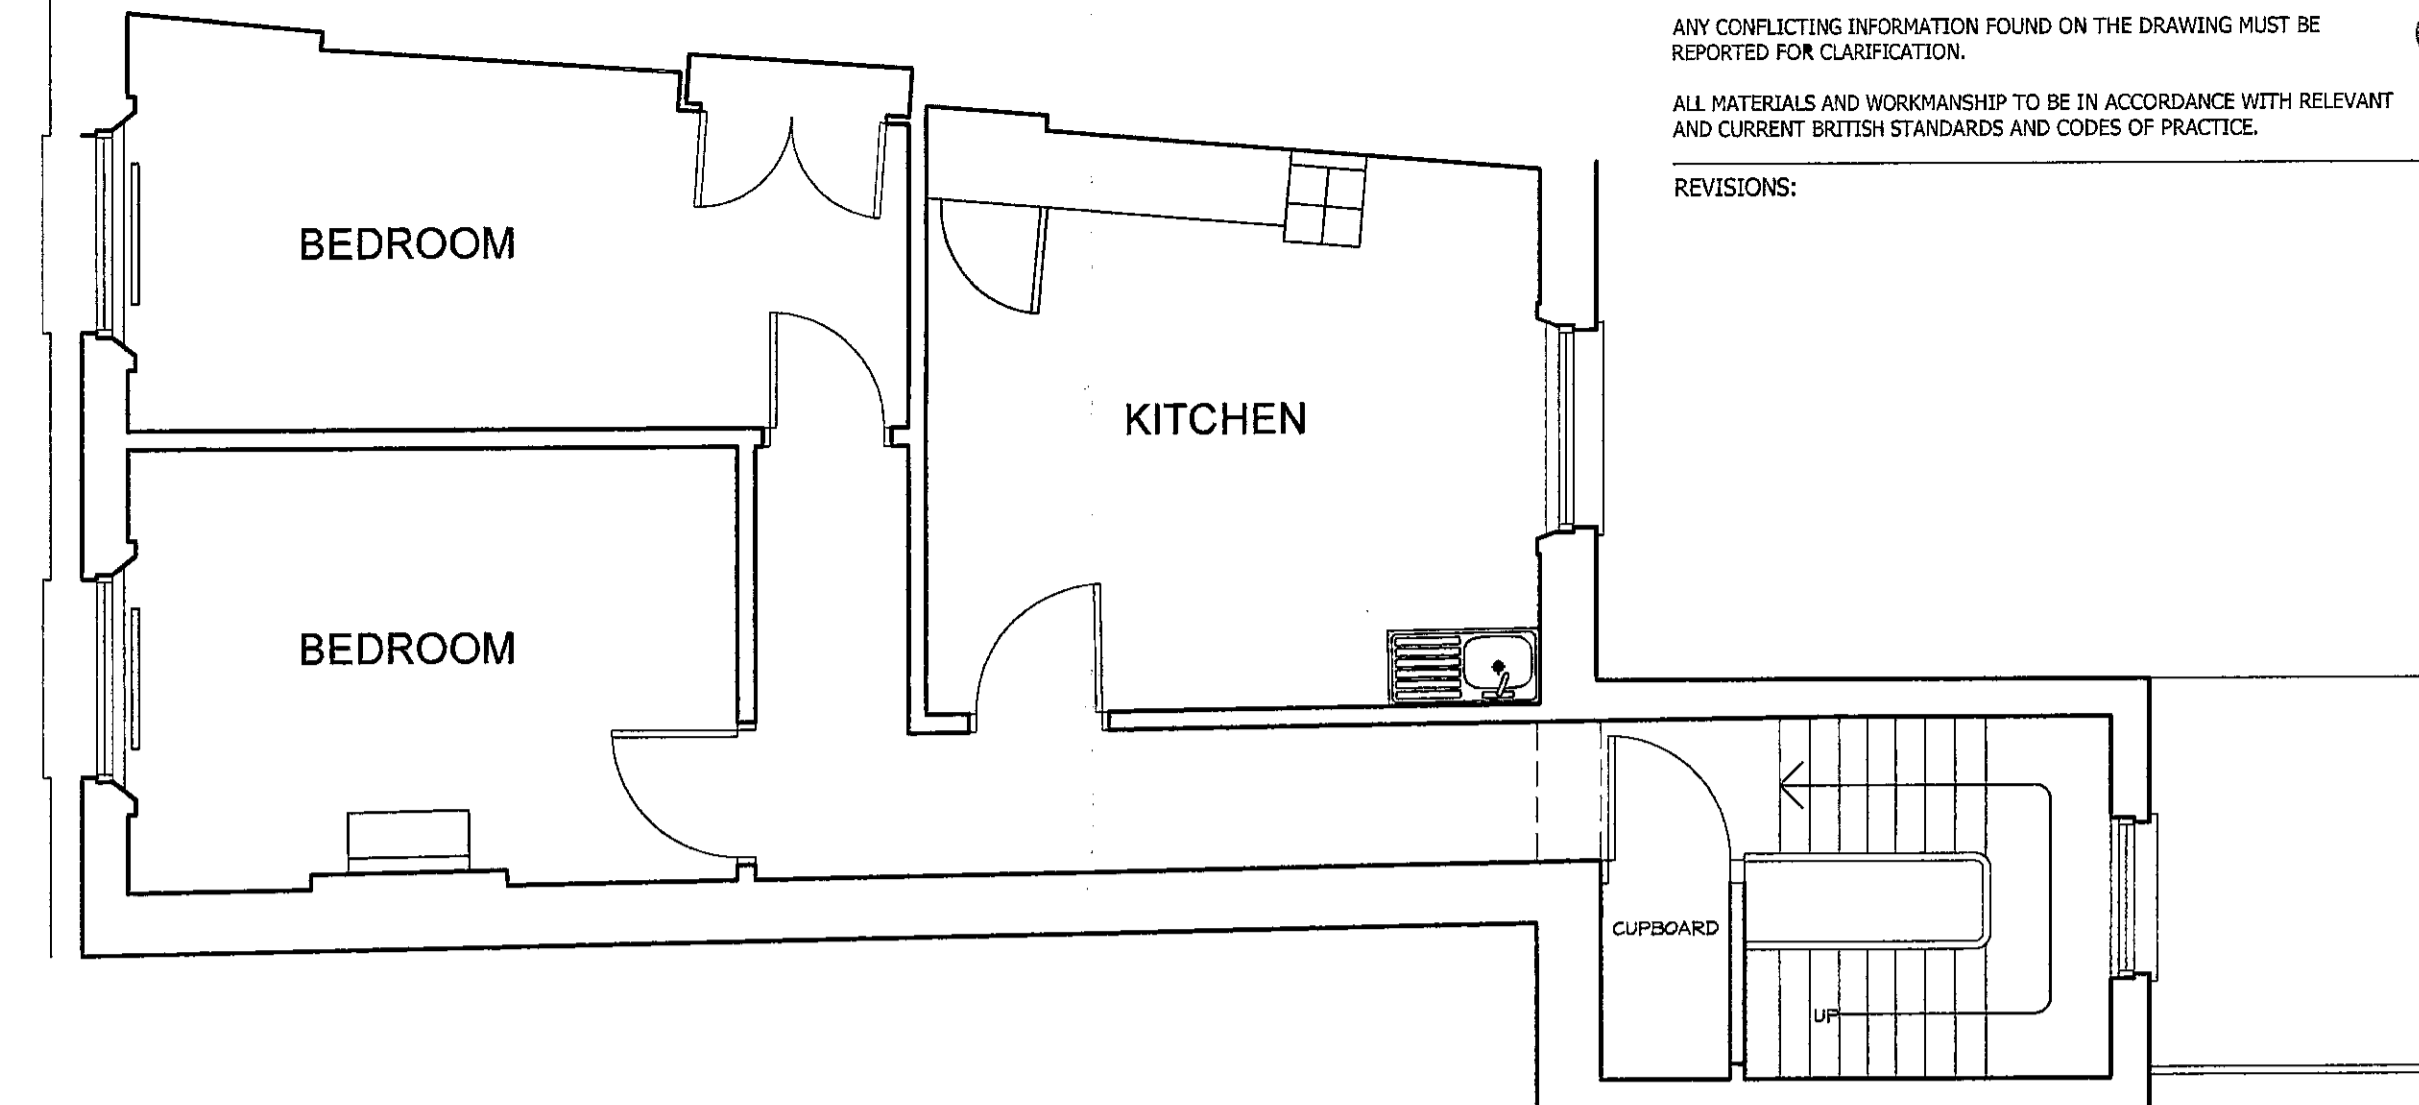 ANY CONFLICTING INFORMATION FOUND ON THE DRAWING MUST BE
REPORTED FOR CLARIFICATION.
ALL MATERIALS AND WORKMANSHIP TO BE IN ACCORDANCE WITH RELEVANT
AND CURRENT BRITISH STANDARDS AND CODES OF PRACTICE.
REVISIONS:
BEDROOM
KITCHEN
BEDROOM
CUPBOARD
UP